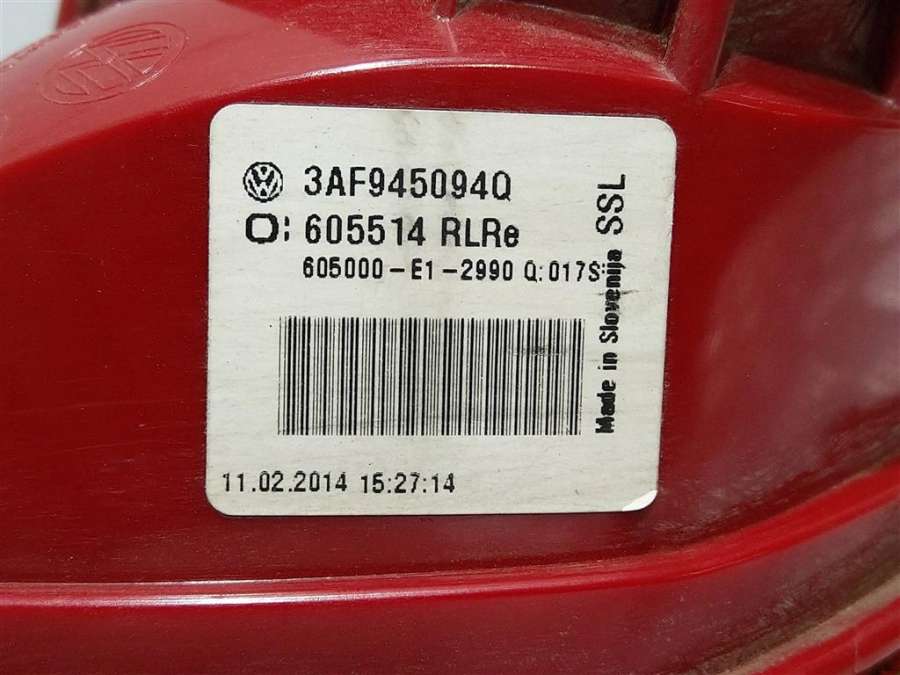 3AF945094Q
605514 RLRe
605000-E1-2990 Q:017S:
11.02.2014 15:27:14
Made in Slovenija SSL